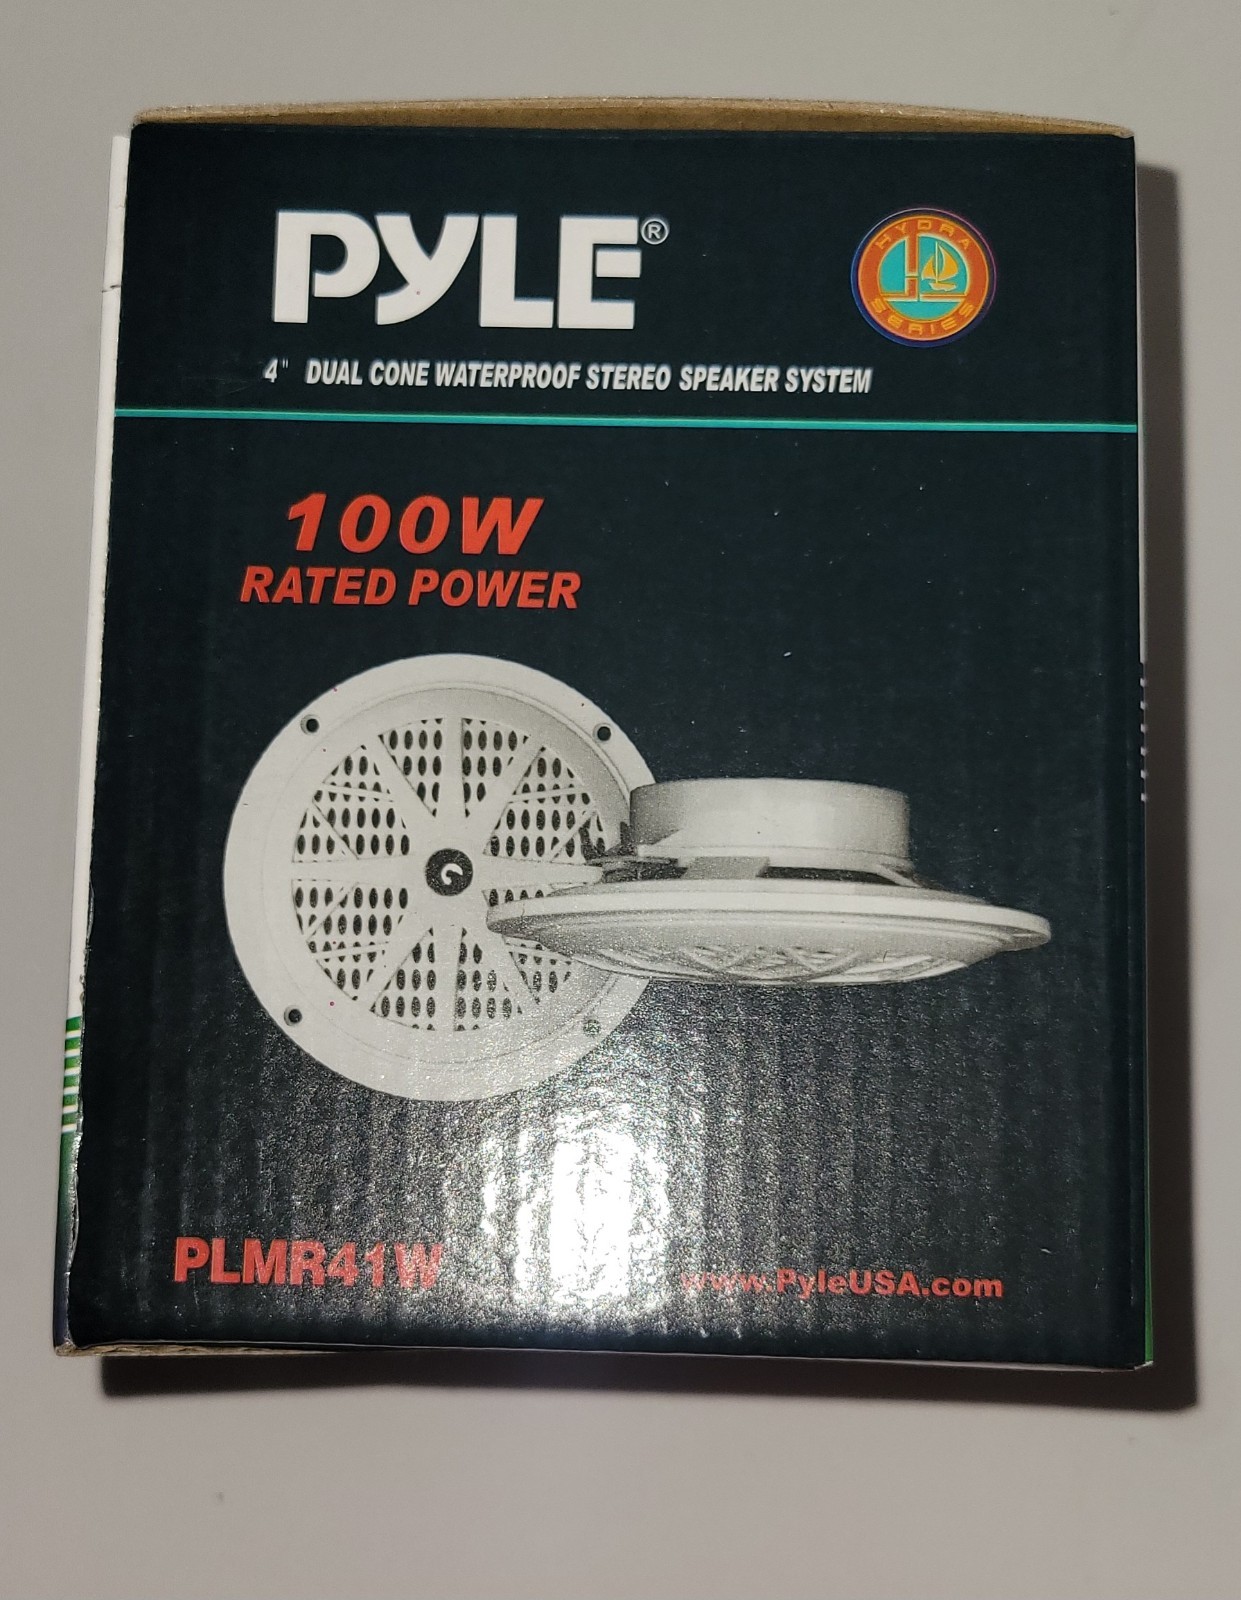 PYLE®
HYDRA
SERIES
4" DUAL CONE WATERPROOF STEREO SPEAKER SYSTEM
100W
RATED POWER
PLMR41W
www.PyleUSA.com